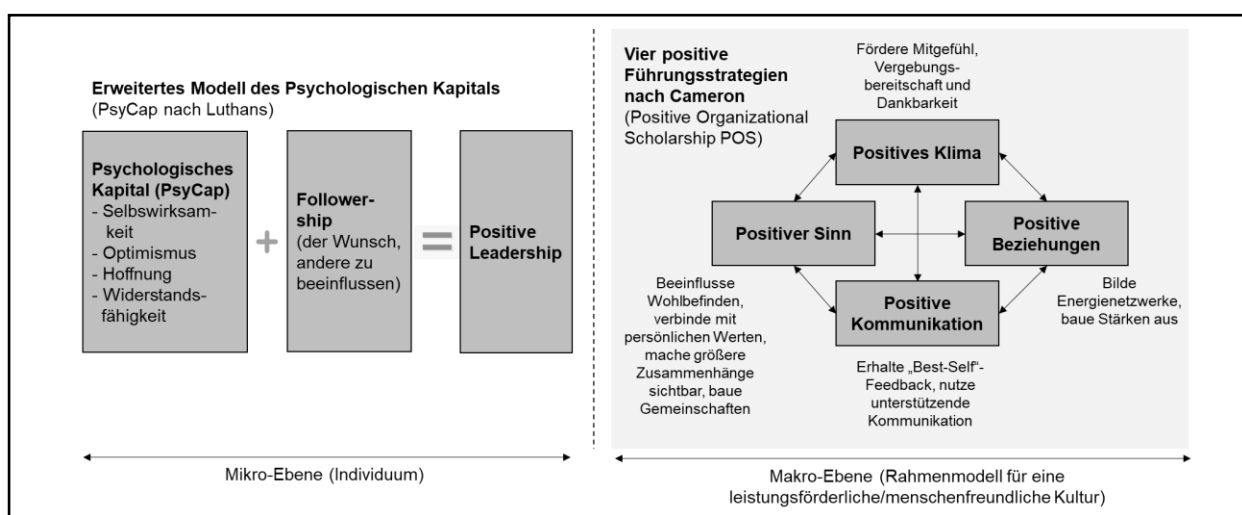 Erweitertes Modell des Psychologischen Kapitals
(PsyCap nach Luthans)
Psychologisches
Kapital (PsyCap)
- Selbswirksam-
keit
- Optimismus
- Hoffnung
- Widerstands-
fähigkeit
+
Follower-
ship
(der Wunsch,
andere zu
beeinflussen)
=
Positive
Leadership
Mikro-Ebene (Individuum)
Vier positive
Führungsstrategien
nach Cameron
(Positive Organizational
Scholarship POS)
Fördere Mitgefühl,
Vergebungs-
bereitschaft und
Dankbarkeit
Positives Klima
Positiver Sinn
Positive
Beziehungen
Positive
Kommunikation
Beeinflusse
Wohlbefinden,
verbinde mit
persönlichen Werten,
mache größere
Zusammenhänge
sichtbar, baue
Gemeinschaften
Erhalte „Best-Self“-
Feedback, nutze
unterstützende
Kommunikation
Bilde
Energienetzwerke,
baue Stärken aus
Makro-Ebene (Rahmenmodell für eine
leistungsförderliche/menschenfreundliche Kultur)